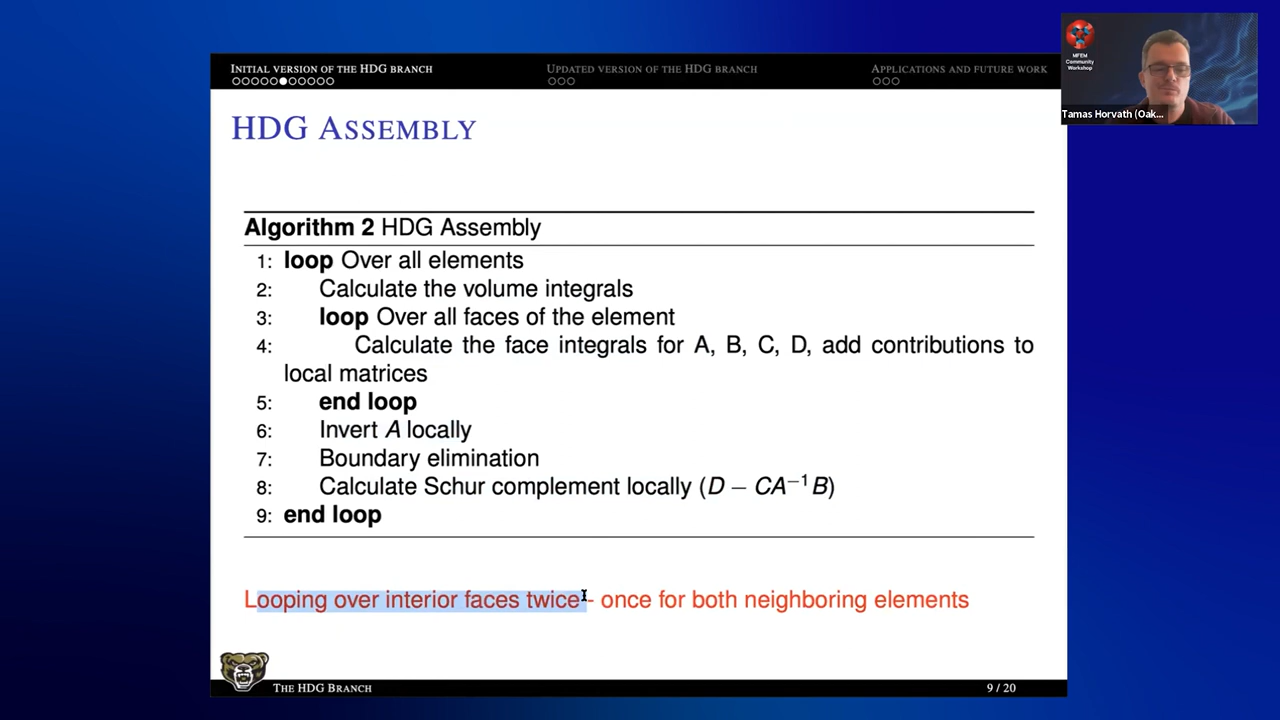 INITIAL VERSION OF THE HDG BRANCH
UPDATED VERSION OF THE HDG BRANCH
APPLICATIONS AND FUTURE WORK
MFEM
Community
Workshop
Tamas Horvath (Oak...
HDG ASSEMBLY
Algorithm 2 HDG Assembly
1: loop Over all elements
2: Calculate the volume integrals
3: loop Over all faces of the element
4: Calculate the face integrals for A, B, C, D, add contributions to
local matrices
5: end loop
6: Invert A locally
7: Boundary elimination
8: Calculate Schur complement locally (D − CA⁻¹B)
9: end loop
Looping over interior faces twice - once for both neighboring elements
THE HDG BRANCH
9 / 20